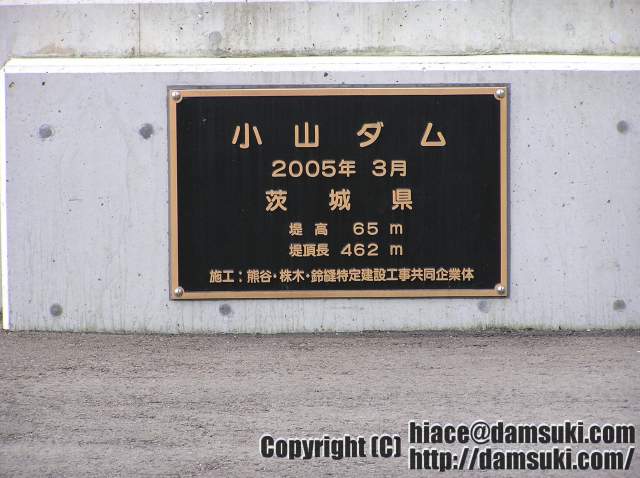 小山ダム
2005年 3月
茨城県
堤高 65 m
堤頂長 462 m
施工：熊谷・株木・鈴縫特定建設工事共同企業体
Copyright (C) hiace@damsuki.com
http://damsuki.com/